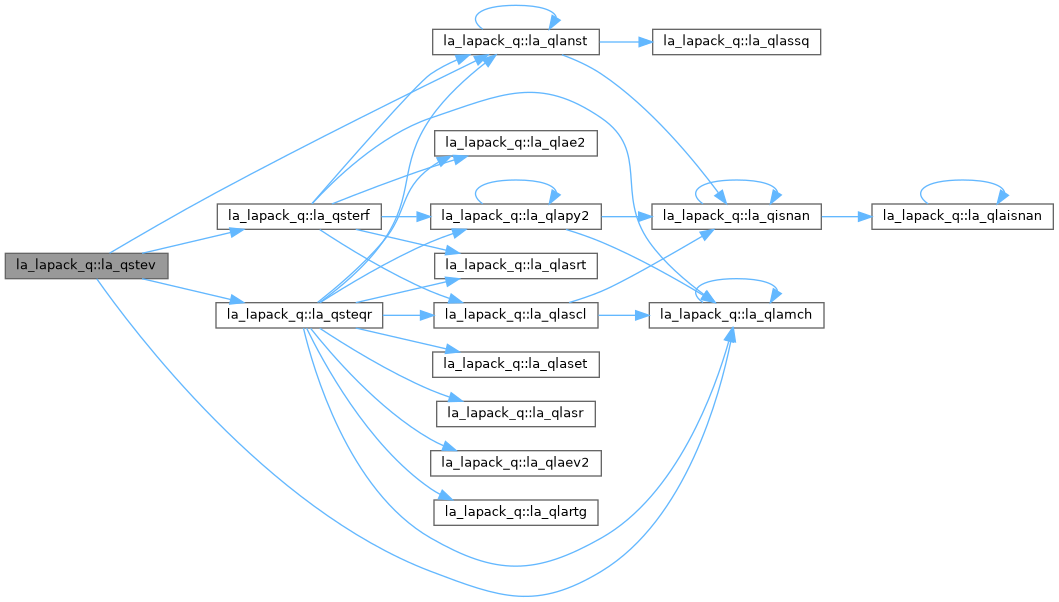 la_lapack_q::la_qlanst
la_lapack_q::la_qlassq
la_lapack_q::la_qlae2
la_lapack_q::la_qsterf
la_lapack_q::la_qlapy2
la_lapack_q::la_qisnan
la_lapack_q::la_qlaisnan
la_lapack_q::la_qstev
la_lapack_q::la_qlasrt
la_lapack_q::la_qsteqr
la_lapack_q::la_qlascl
la_lapack_q::la_qlamch
la_lapack_q::la_qlaset
la_lapack_q::la_qlasr
la_lapack_q::la_qlaev2
la_lapack_q::la_qlartg